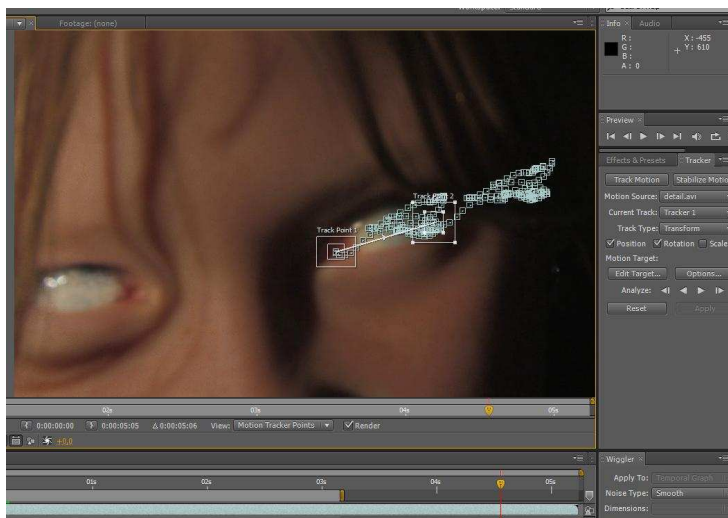 Footage: (none)
Info
Audio
R :
G :
B :
A : 0
X : -455
Y : 610
Preview
Effects & Presets
Tracker
Track Motion
Stabilize Motio
Motion Source:
detail.avi
Current Track:
Tracker 1
Track Type:
Transform
Position
Rotation
Scale
Motion Target:
Edit Target...
Options...
Analyze:
Reset
Apply
Track Point 2
Track Point 1
02s
03s
04s
05s
0:00:00:00
0:00:05:05
Δ 0:00:05:06
View:
Motion Tracker Points
Render
+0,0
01s
02s
03s
04s
05s
Wiggler
Apply To:
Temporal Graph
Noise Type:
Smooth
Dimensions: